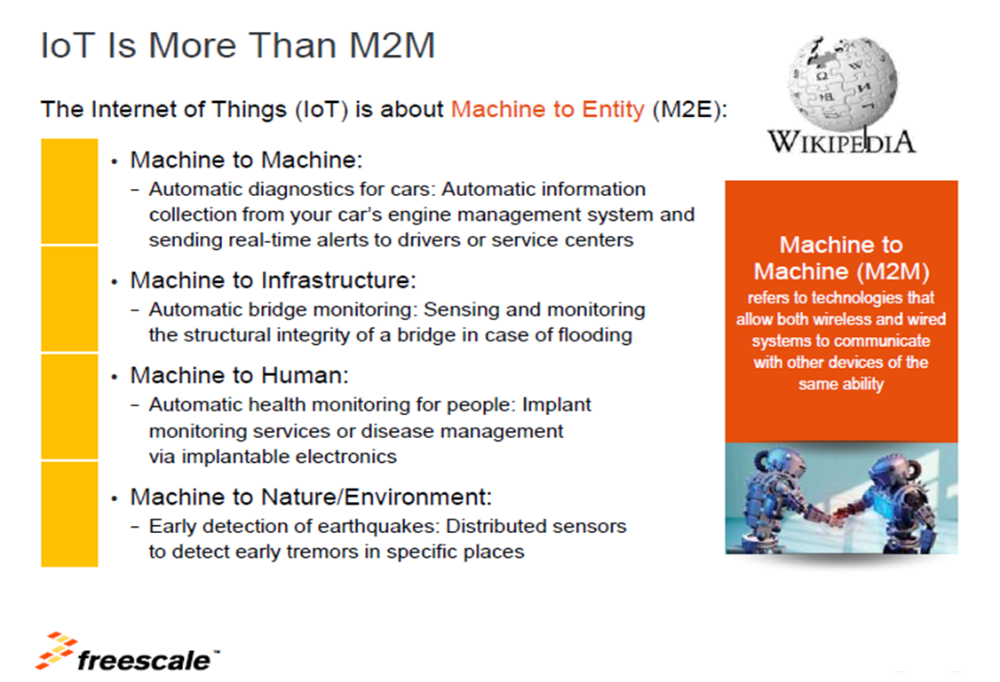 IoT Is More Than M2M
The Internet of Things (IoT) is about Machine to Entity (M2E):
• Machine to Machine:
– Automatic diagnostics for cars: Automatic information
collection from your car's engine management system and
sending real-time alerts to drivers or service centers
• Machine to Infrastructure:
– Automatic bridge monitoring: Sensing and monitoring
the structural integrity of a bridge in case of flooding
• Machine to Human:
– Automatic health monitoring for people: Implant
monitoring services or disease management
via implantable electronics
• Machine to Nature/Environment:
– Early detection of earthquakes: Distributed sensors
to detect early tremors in specific places
WIKIPEDIA
Machine to
Machine (M2M)
refers to technologies that
allow both wireless and wired
systems to communicate
with other devices of the
same ability
freescale™